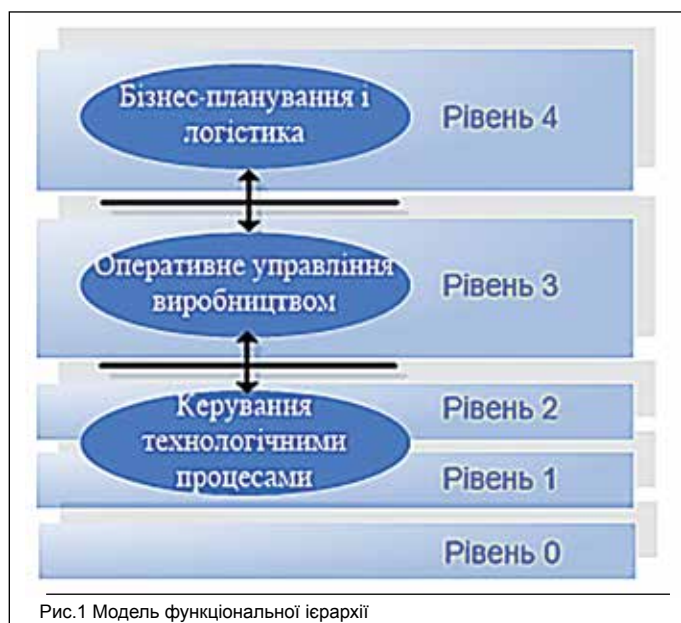 Бізнес-планування і
логістика
Рівень 4
Оперативне управління
виробництвом
Рівень 3
Керування
технологічними
процесами
Рівень 2
Рівень 1
Рівень 0
Рис.1 Модель функціональної ієрархії